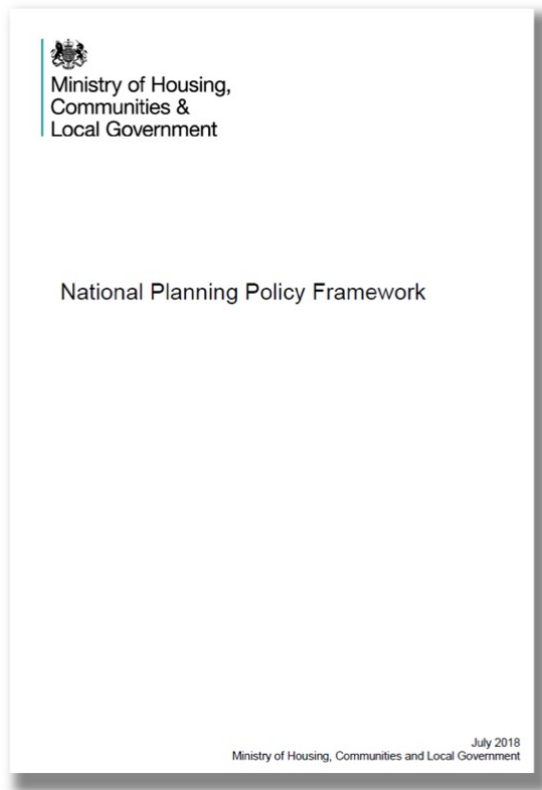 Ministry of Housing,
Communities &
Local Government
National Planning Policy Framework
July 2018
Ministry of Housing, Communities and Local Government